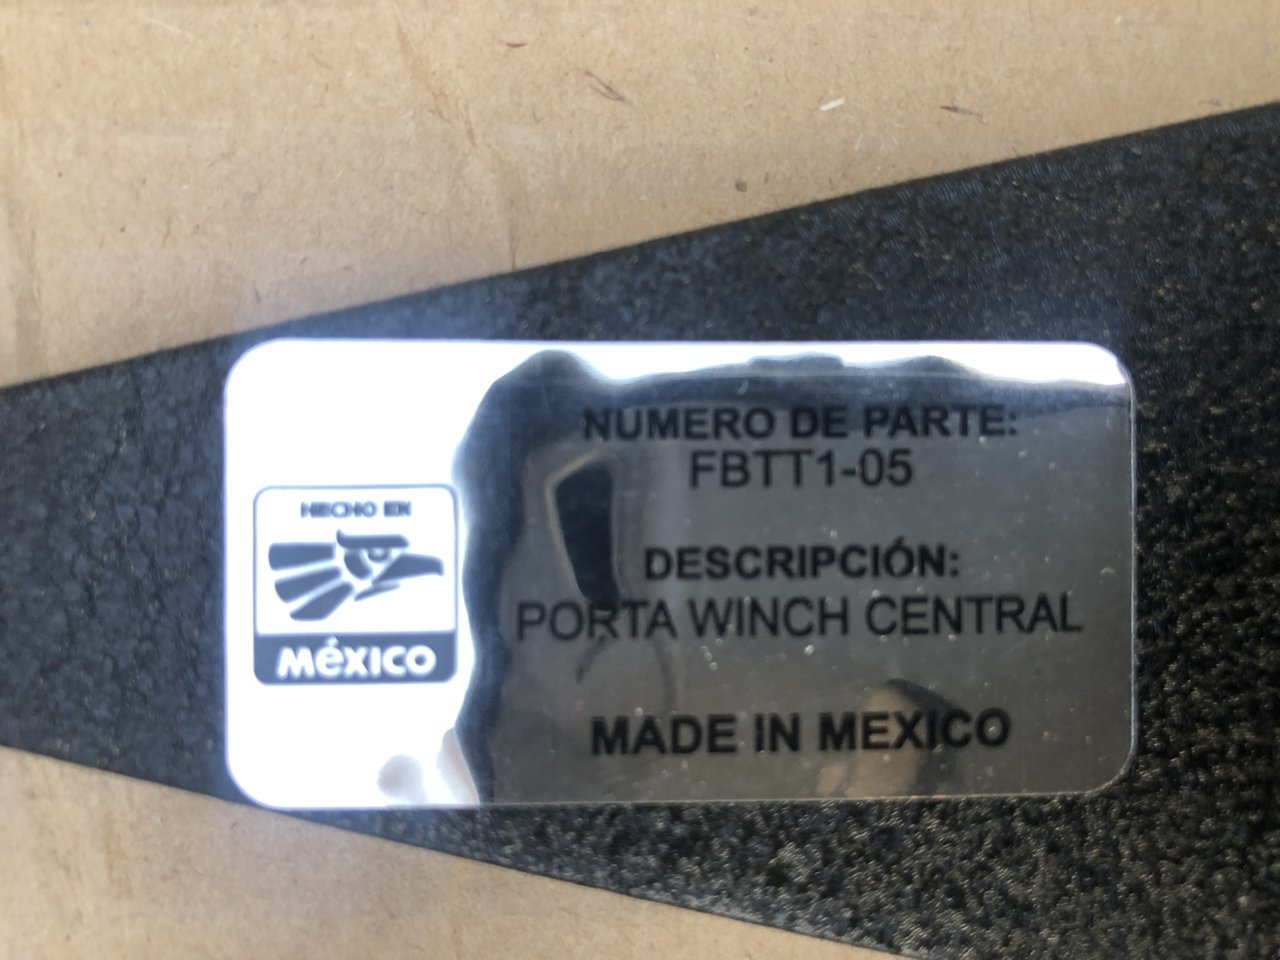 NUMERO DE PARTE:
FBTT1-05
DESCRIPCIÓN:
PORTA WINCH CENTRAL
MADE IN MEXICO
HECHO EN
MéXICO